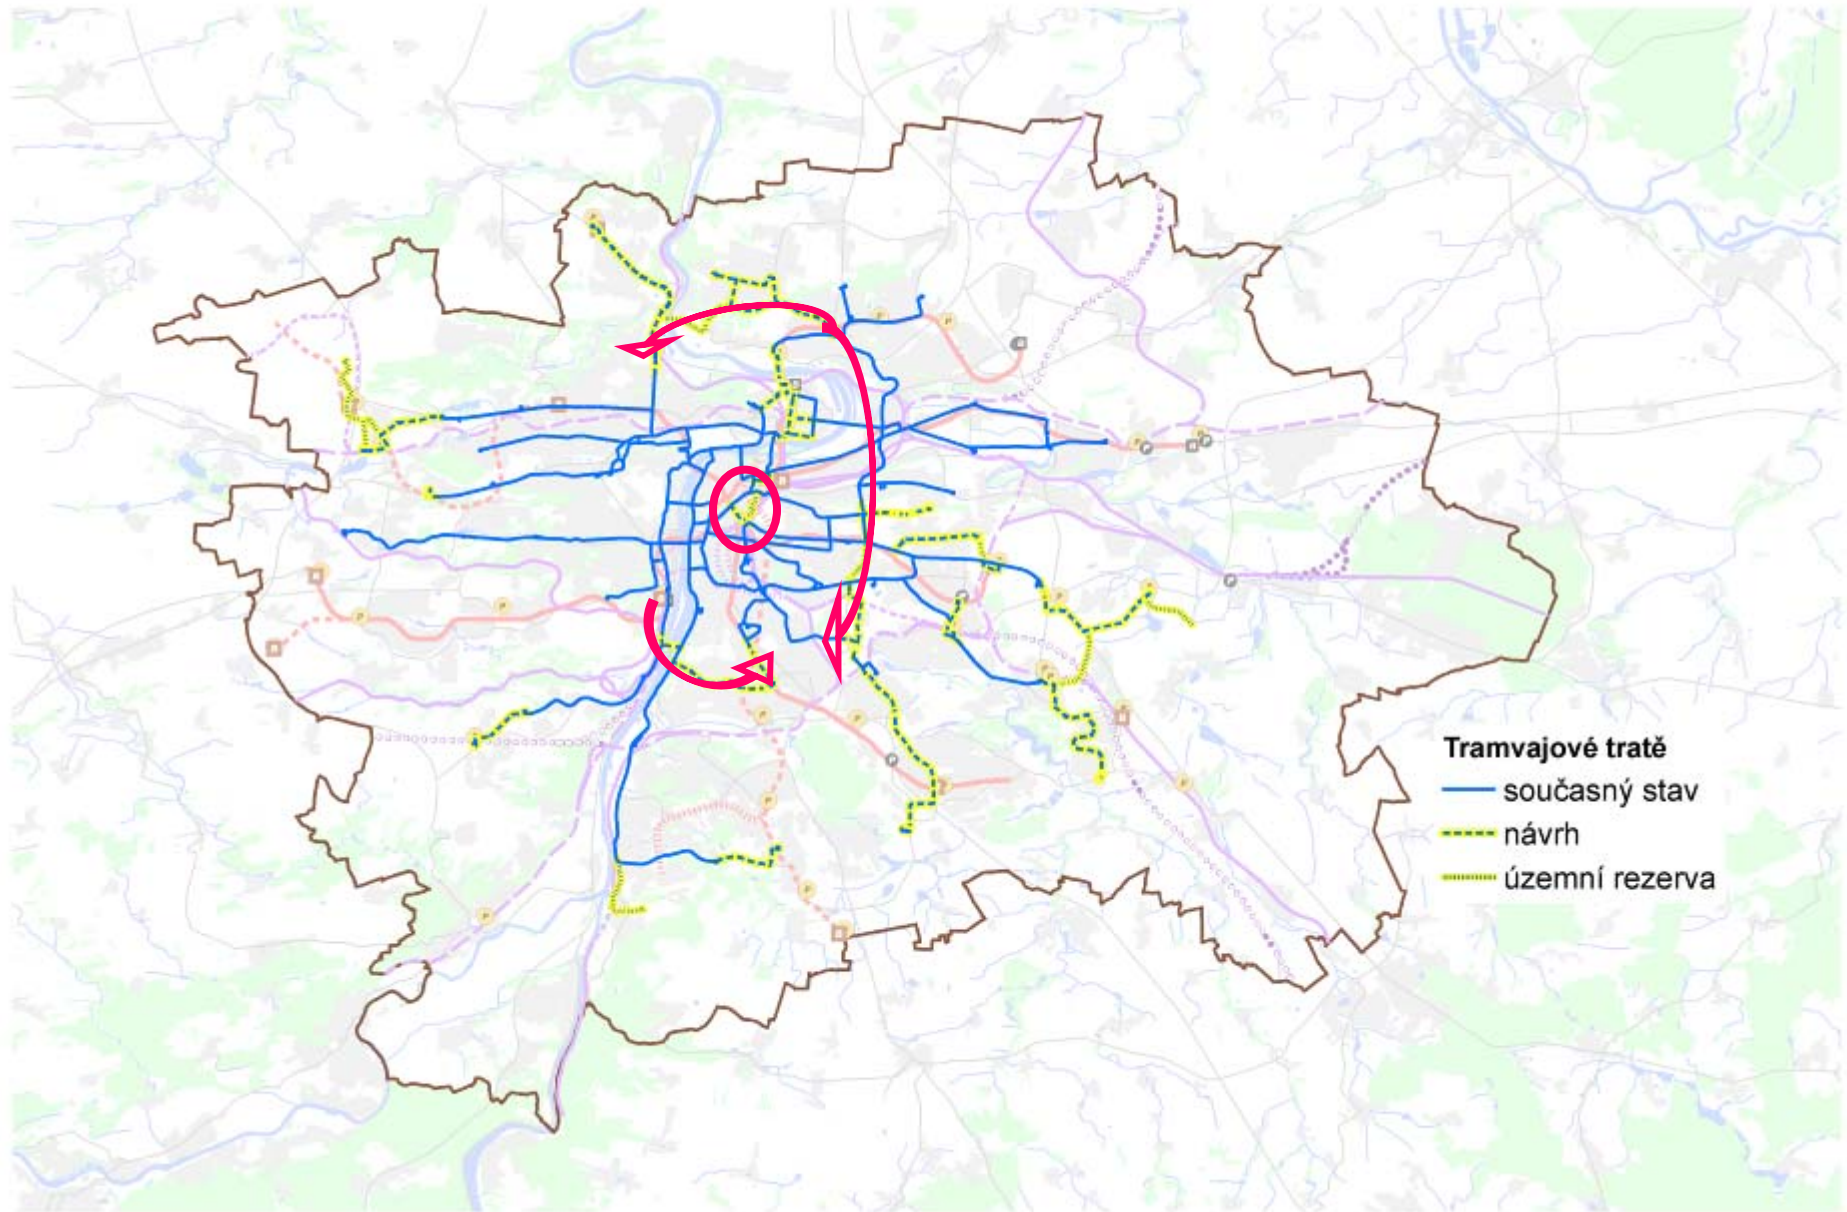 Tramvajové tratě
současný stav
návrh
územní rezerva